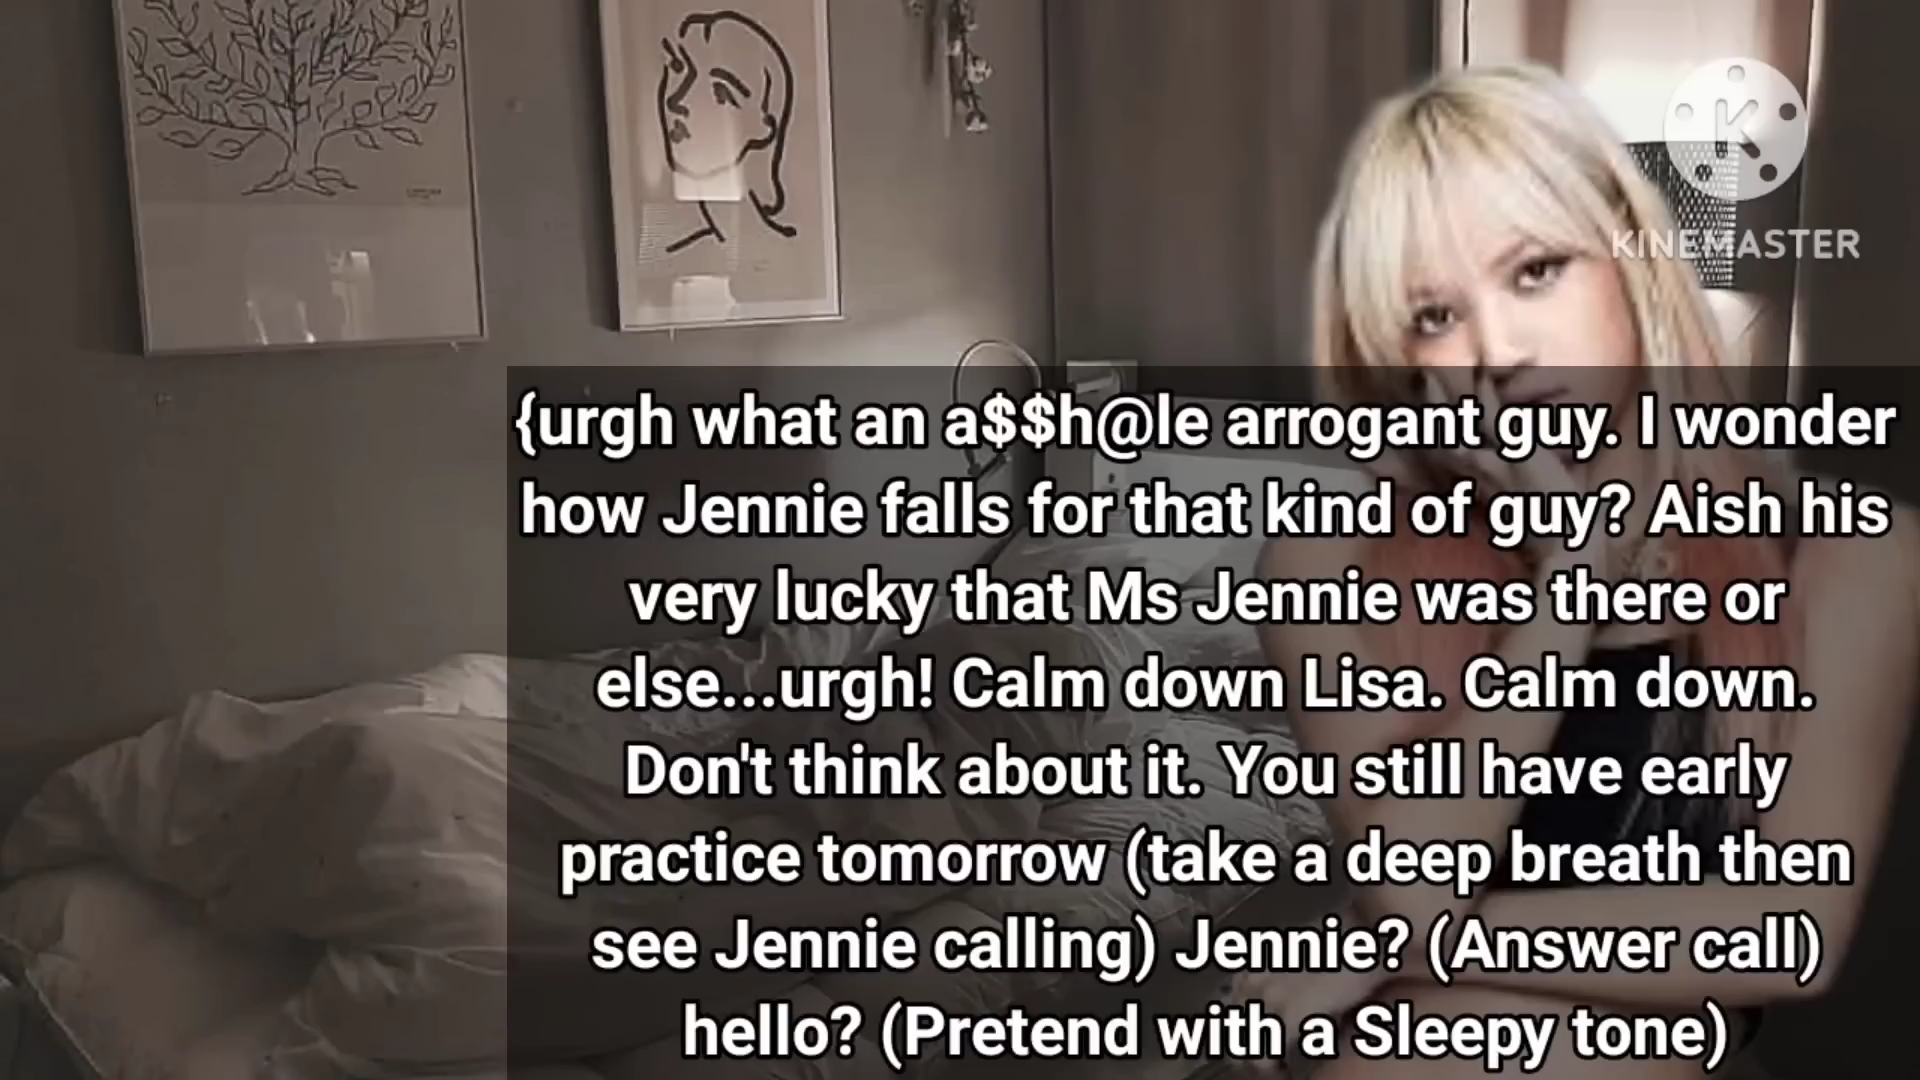 KINEMASTER
{urgh what an a$$h@le arrogant guy. I wonder
how Jennie falls for that kind of guy? Aish his
very lucky that Ms Jennie was there or
else...urgh! Calm down Lisa. Calm down.
Don't think about it. You still have early
practice tomorrow (take a deep breath then
see Jennie calling) Jennie? (Answer call)
hello? (Pretend with a Sleepy tone)